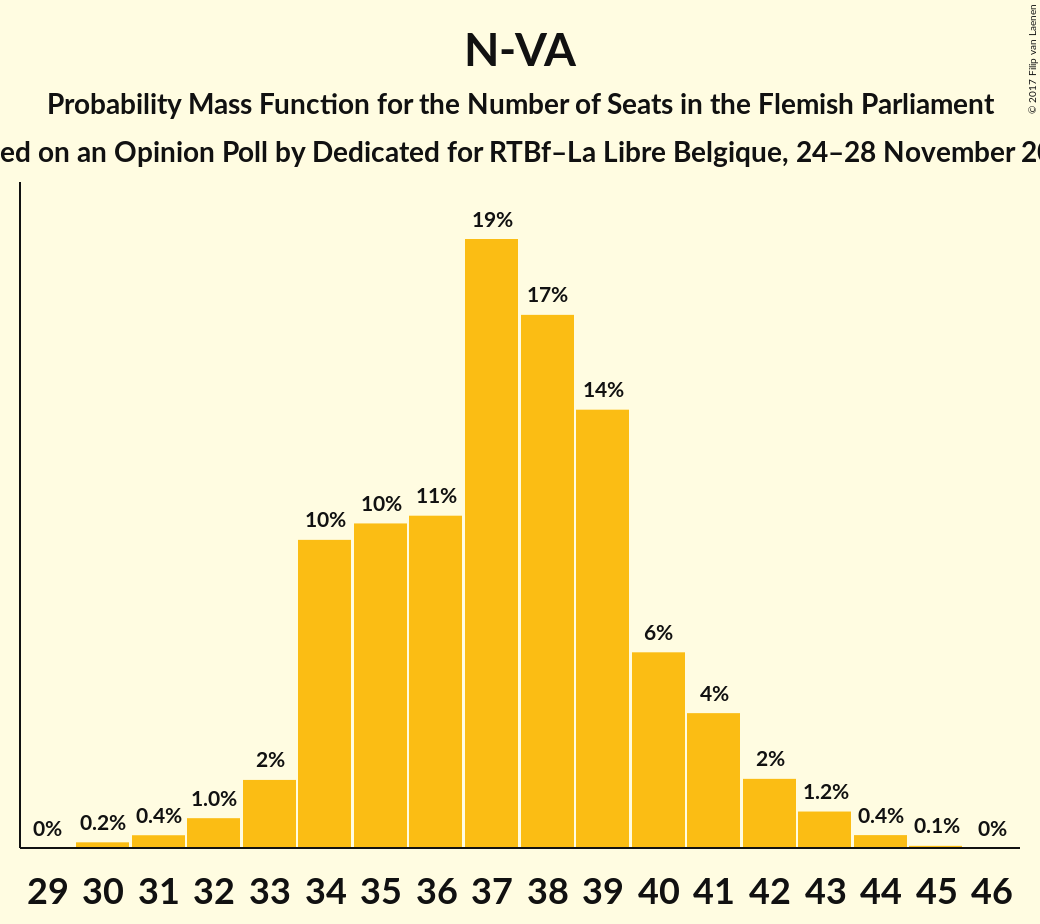 N-VA
Probability Mass Function for the Number of Seats in the Flemish Parliament
on an Opinion Poll by Dedicated for RTBf–La Libre Belgique, 24–28 November
© 2017 Filip van Laenen
19%
17%
14%
10% 10% 11%
6%
4%
2% 2%
0% 0.2% 0.4% 1.0% 1.2% 0.4% 0.1% 0%
29 30 31 32 33 34 35 36 37 38 39 40 41 42 43 44 45 46